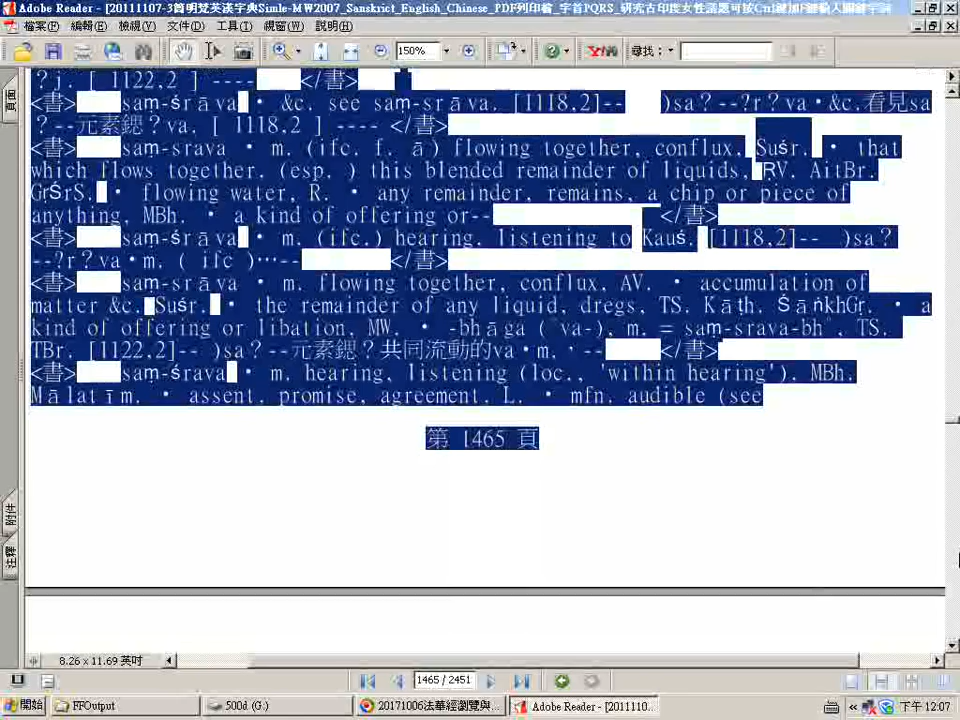 Adobe Reader - [20111107-3簡明梵英漢字典Simle-MW2007_Sanskrict_English_Chinese_PDF列印檔_字首PQRS_研究古印度女性議題可按Ctrl鍵加F鍵輸入關鍵字詞
檔案(F) 編輯(E) 檢視(V) 文件(D) 工具(T) 視窗(W) 說明(H)
150% 尋找：
頁面
？j. [ 1122,2 ] ---- </書>
<書> saṃ-śrāva • &c. see saṃ-srāva. [1118,2]-- )sa？--?r？va•&c.看見sa
？--元素鍶？va. [ 1118,2 ] ---- </書>
<書> saṃ-srava • m. (ifc. f. ā) flowing together, conflux, Suśr. • that
which flows together, (esp. ) this blended remainder of liquids, ṚV. AitBr.
GṛŚrS. • flowing water, R. • any remainder, remains, a chip or piece of
anything, MBh. • a kind of offering or-- </書>
<書> saṃ-śrāva • m. (ifc.) hearing, listening to Kauś. [1118,2]-- )sa？
--?r？va•m. ( ifc )…-- </書>
<書> saṃ-srāva • m. flowing together, conflux, AV. • accumulation of
matter &c. Suśr. • the remainder of any liquid, dregs, TS. Kāṭh. ŚāṅkhGṛ. • a
kind of offering or libation, MW. • -bhāga (°va-), m. = saṃ-srava-bh°, TS.
TBr. [1122,2]-- )sa？--元素鍶？共同流動的va•m.，-- </書>
<書> saṃ-śrava • m. hearing, listening (loc., 'within hearing'). MBh.
Mālatīm. • assent, promise, agreement, L. • mfn. audible (see
第 1465 頁
附件
注釋
8.26 x 11.69 英吋
1465 / 2451
開始 FFOutput 500d (G:) 20171006法華經瀏覽與... Adobe Reader - [2011110... 下午 12:07